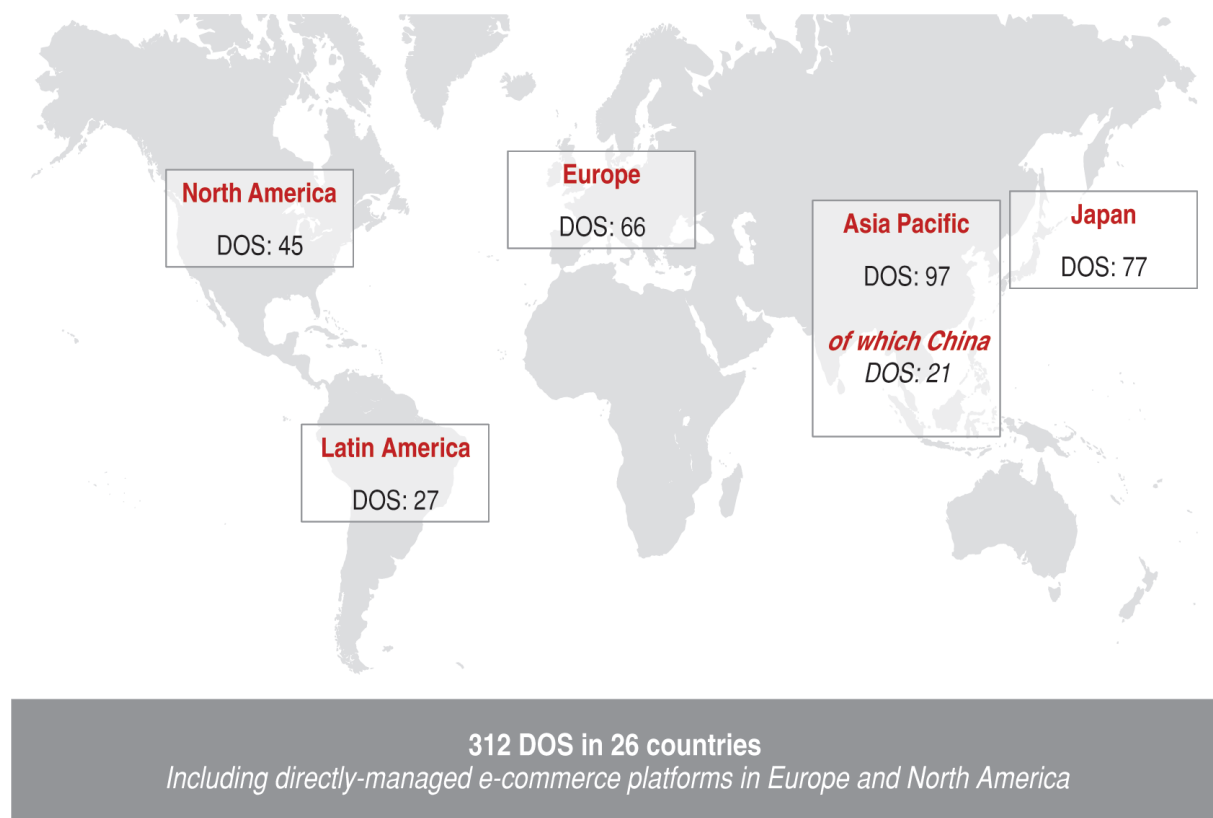 North America
DOS: 45
Europe
DOS: 66
Asia Pacific
DOS: 97
of which China
DOS: 21
Japan
DOS: 77
Latin America
DOS: 27
312 DOS in 26 countries
Including directly-managed e-commerce platforms in Europe and North America